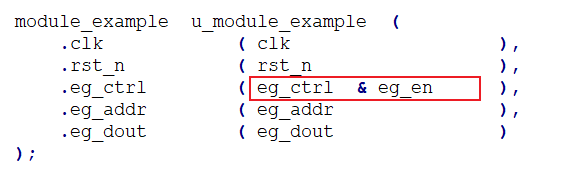 module_example  u_module_example  (
    .clk            ( clk                ),
    .rst_n          ( rst_n              ),
    .eg_ctrl        ( eg_ctrl  & eg_en   ),
    .eg_addr        ( eg_addr            ),
    .eg_dout        ( eg_dout            )
);